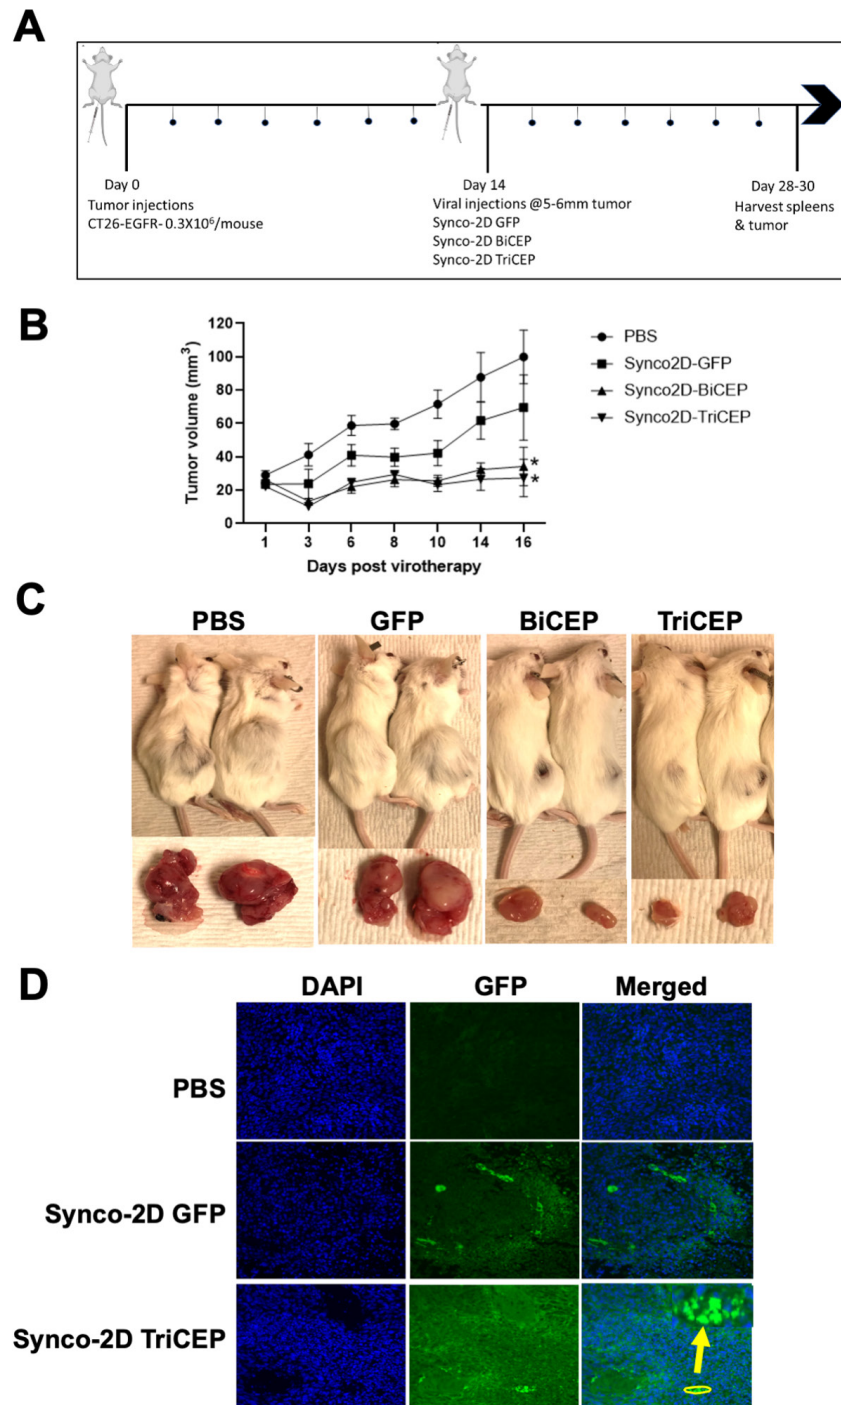 A
Day 0
Tumor injections
CT26-EGFR- 0.3X10⁶/mouse
Day 14
Viral injections @5-6mm tumor
Synco-2D GFP
Synco-2D BiCEP
Synco-2D TriCEP
Day 28-30
Harvest spleens
& tumor
B
Tumor volume (mm³)
120
100
80
60
40
20
0
1 3 6 8 10 14 16
Days post virotherapy
PBS
Synco2D-GFP
Synco2D-BiCEP
Synco2D-TriCEP
*
*
C
PBS GFP BiCEP TriCEP
D
DAPI GFP Merged
PBS
Synco-2D GFP
Synco-2D TriCEP